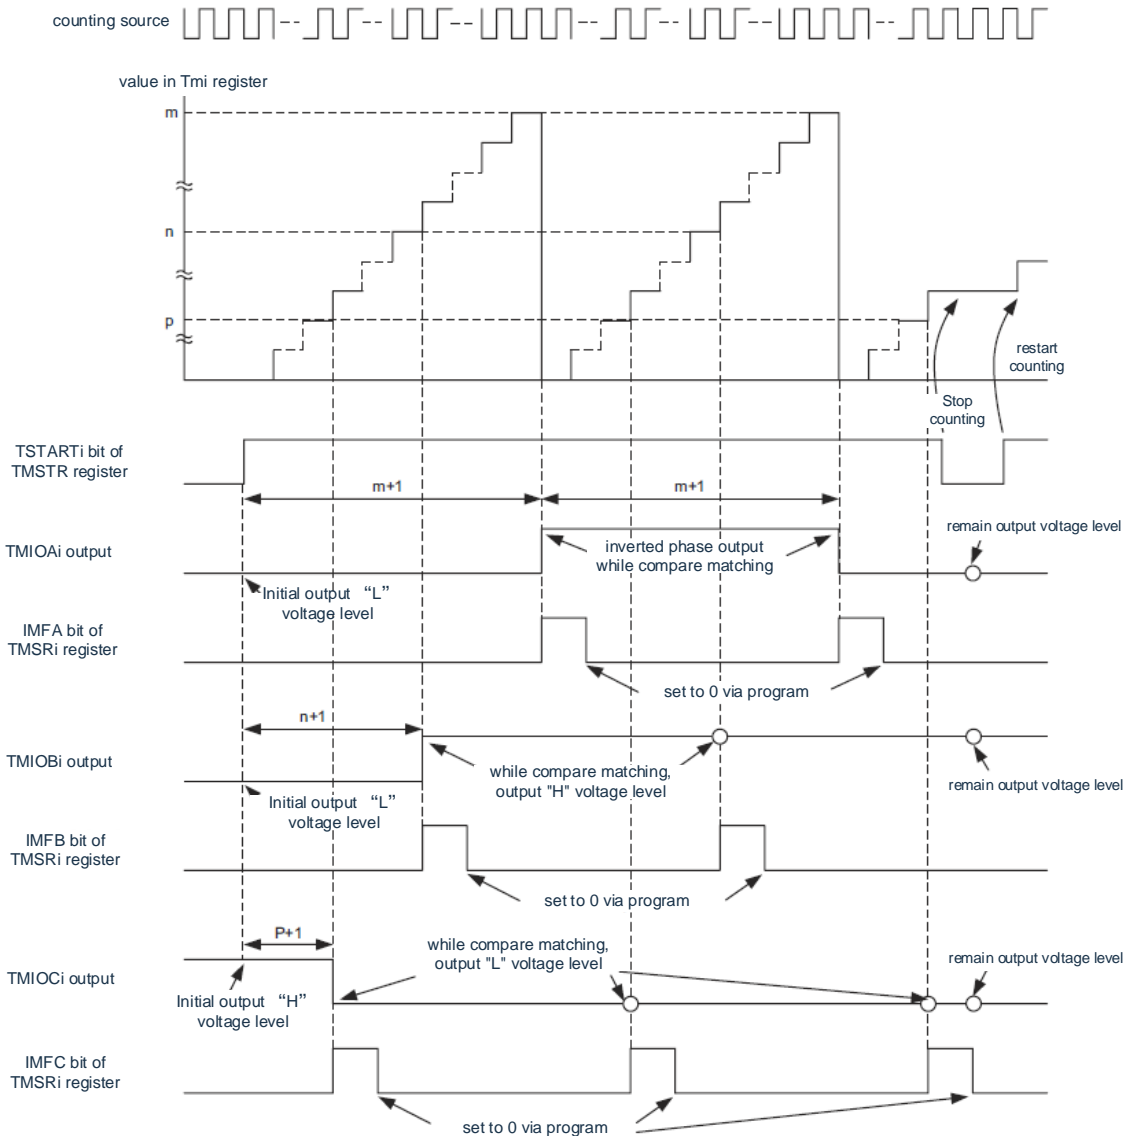 counting source
value in Tmi register
m
n
p
restart
counting
Stop
counting
TSTARTi bit of
TMSTR register
m+1
m+1
remain output voltage level
TMIOAi output
inverted phase output
while compare matching
Initial output “L”
voltage level
IMFA bit of
TMSRi register
set to 0 via program
n+1
TMIOBi output
while compare matching,
output "H" voltage level
remain output voltage level
Initial output “L”
voltage level
IMFB bit of
TMSRi register
set to 0 via program
P+1
while compare matching,
output "L" voltage level
remain output voltage level
TMIOCi output
Initial output “H”
voltage level
IMFC bit of
TMSRi register
set to 0 via program